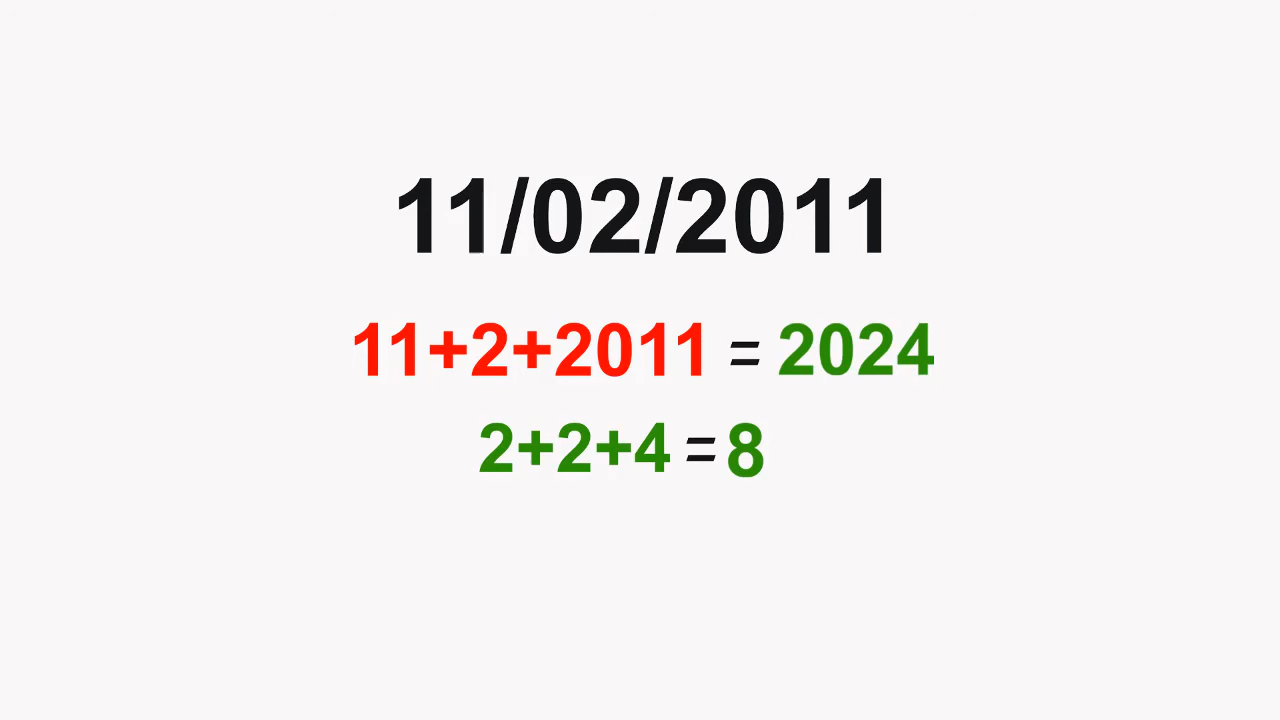 11/02/2011
11+2+2011 = 2024
2+2+4 = 8